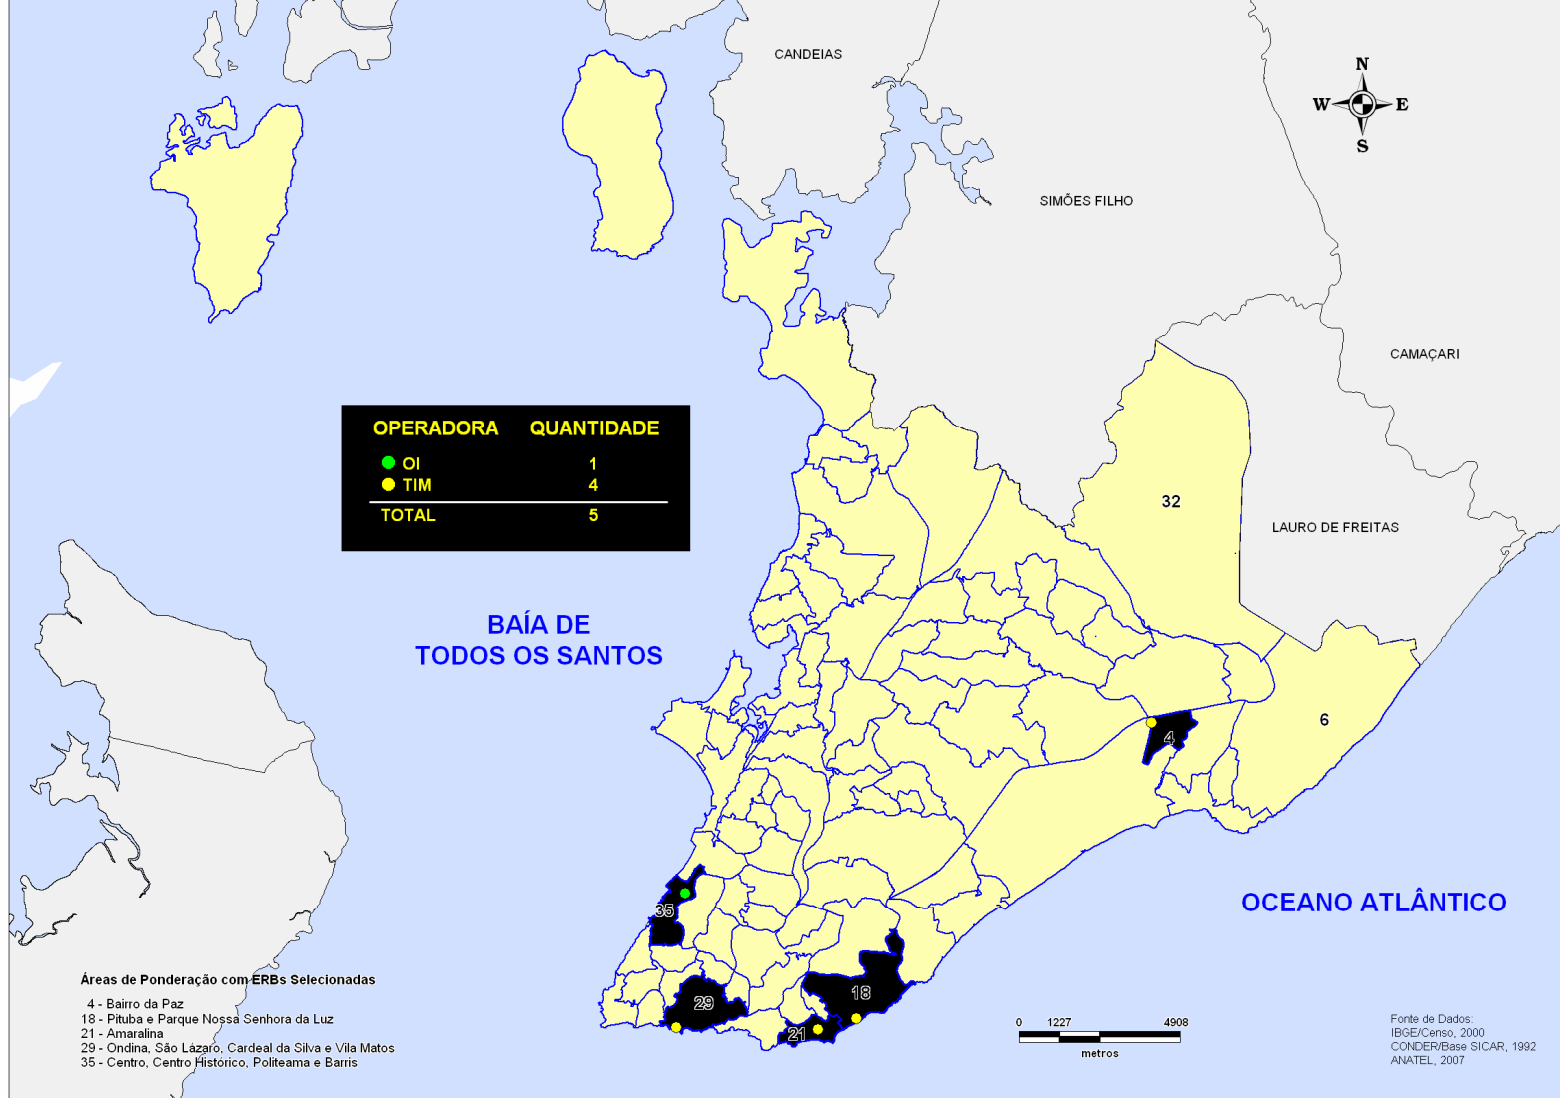 CANDEIAS
N
W E
S
SIMÕES FILHO
CAMAÇARI
OPERADORA QUANTIDADE
OI 1
TIM 4
TOTAL 5
32
LAURO DE FREITAS
BAÍA DE
TODOS OS SANTOS
6
4
OCEANO ATLÂNTICO
35
29
18
21
Áreas de Ponderação com ERBs Selecionadas
4 - Bairro da Paz
18 - Pituba e Parque Nossa Senhora da Luz
21 - Amaralina
29 - Ondina, São Lázaro, Cardeal da Silva e Vila Matos
35 - Centro, Centro Histórico, Politeama e Barris
0 1227 4908
metros
Fonte de Dados:
IBGE/Censo, 2000
CONDER/Base SICAR, 1992
ANATEL, 2007